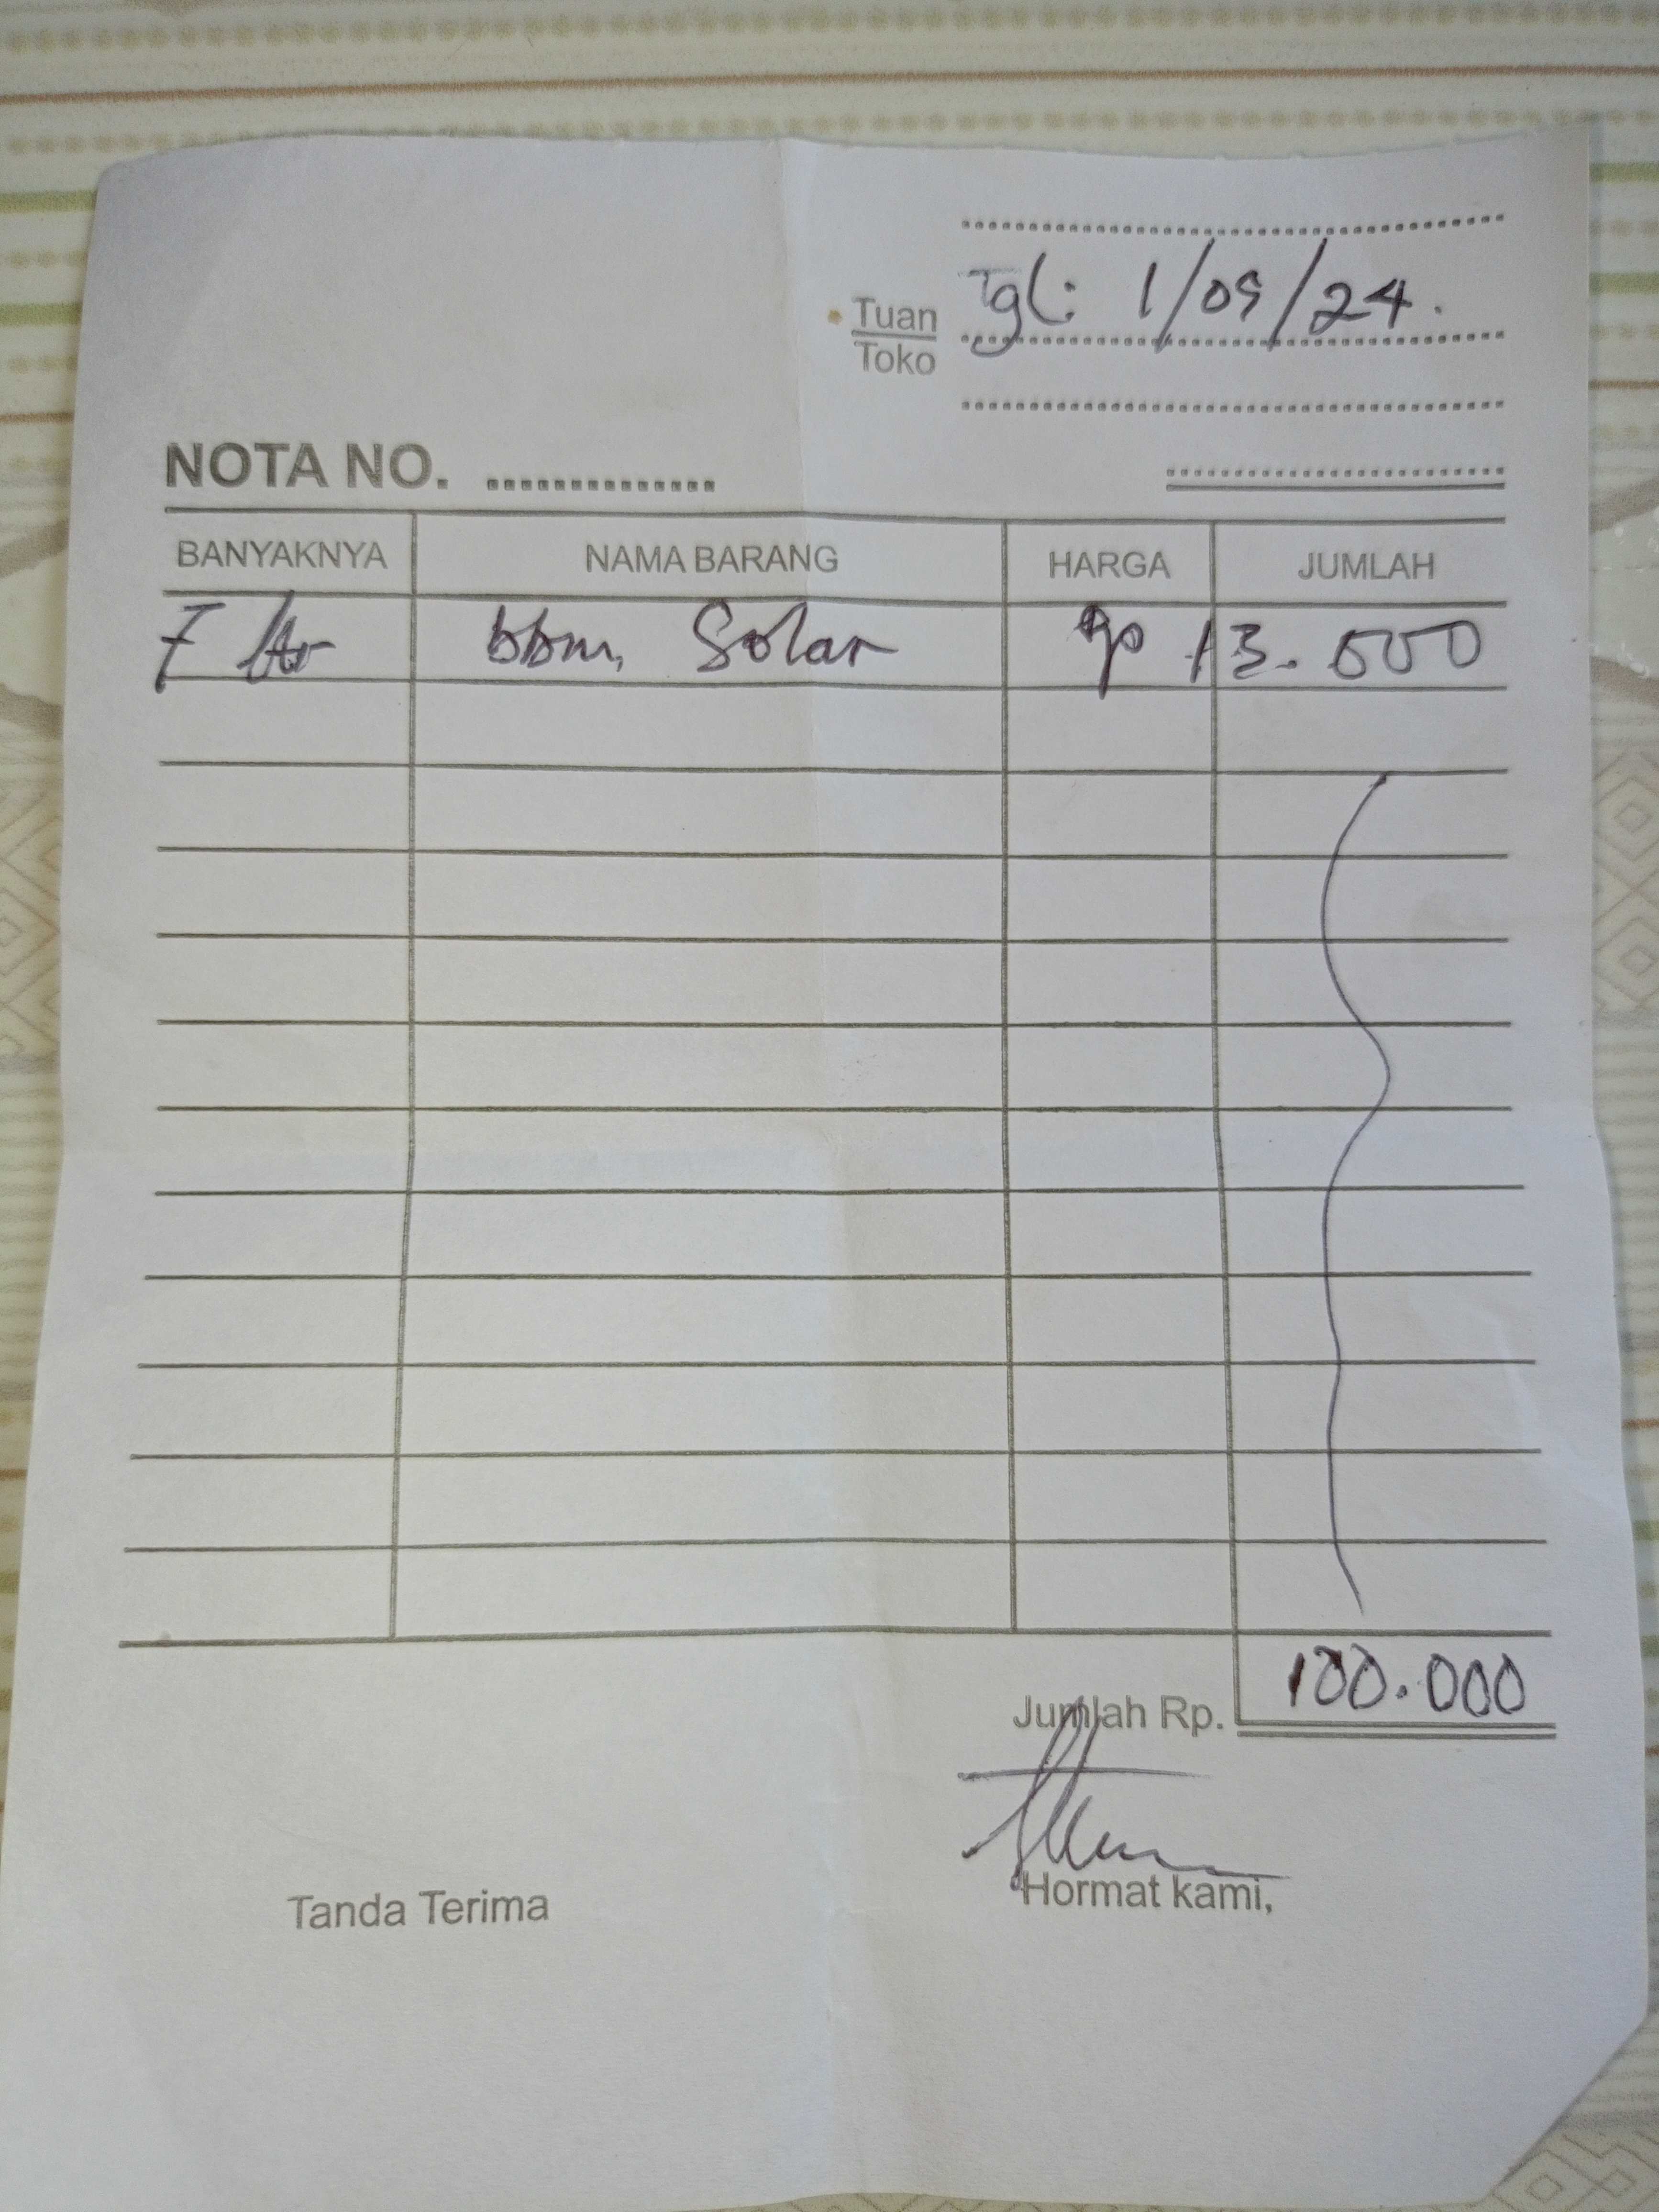 Tgl: 1/09/24.
Tuan
Toko
NOTA NO. ...............
BANYAKNYA NAMA BARANG HARGA JUMLAH
7 ltr bbm, Solar Rp 13.500
100.000
Jumlah Rp.
Tanda Terima Hormat kami,